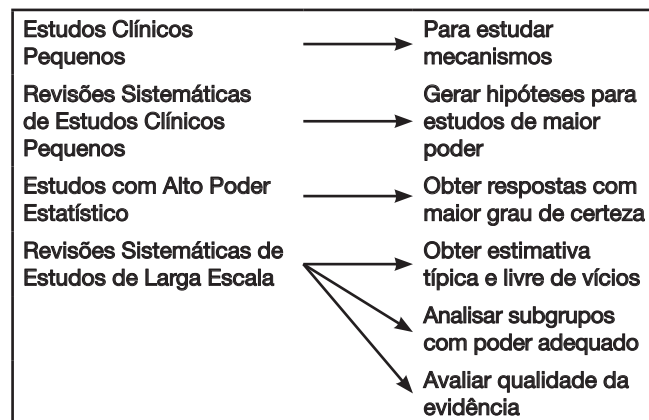 Estudos Clínicos
Pequenos
Para estudar
mecanismos
Revisões Sistemáticas
de Estudos Clínicos
Pequenos
Gerar hipóteses para
estudos de maior
poder
Estudos com Alto Poder
Estatístico
Obter respostas com
maior grau de certeza
Revisões Sistemáticas de
Estudos de Larga Escala
Obter estimativa
típica e livre de vícios
Analisar subgrupos
com poder adequado
Avaliar qualidade da
evidência